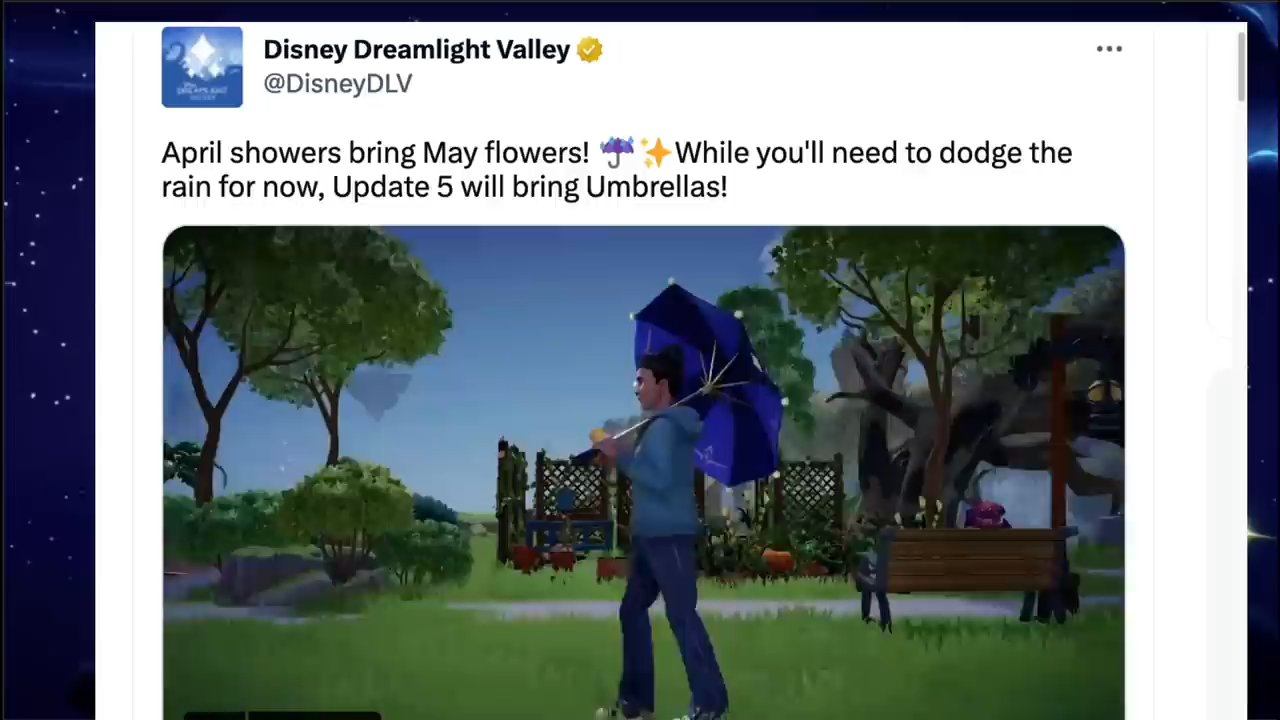 Disney Dreamlight Valley
@DisneyDLV
April showers bring May flowers! ☔✨While you'll need to dodge the
rain for now, Update 5 will bring Umbrellas!